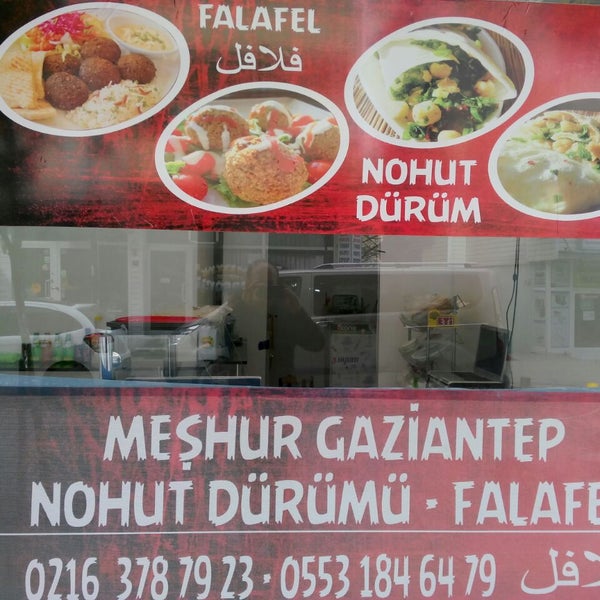 FALAFEL
فلافل
NOHUT
DÜRÜM
MEŞHUR GAZİANTEP
NOHUT DÜRÜMÜ • FALAFE
0216 378 79 23 • 0553 184 64 79 فلافل